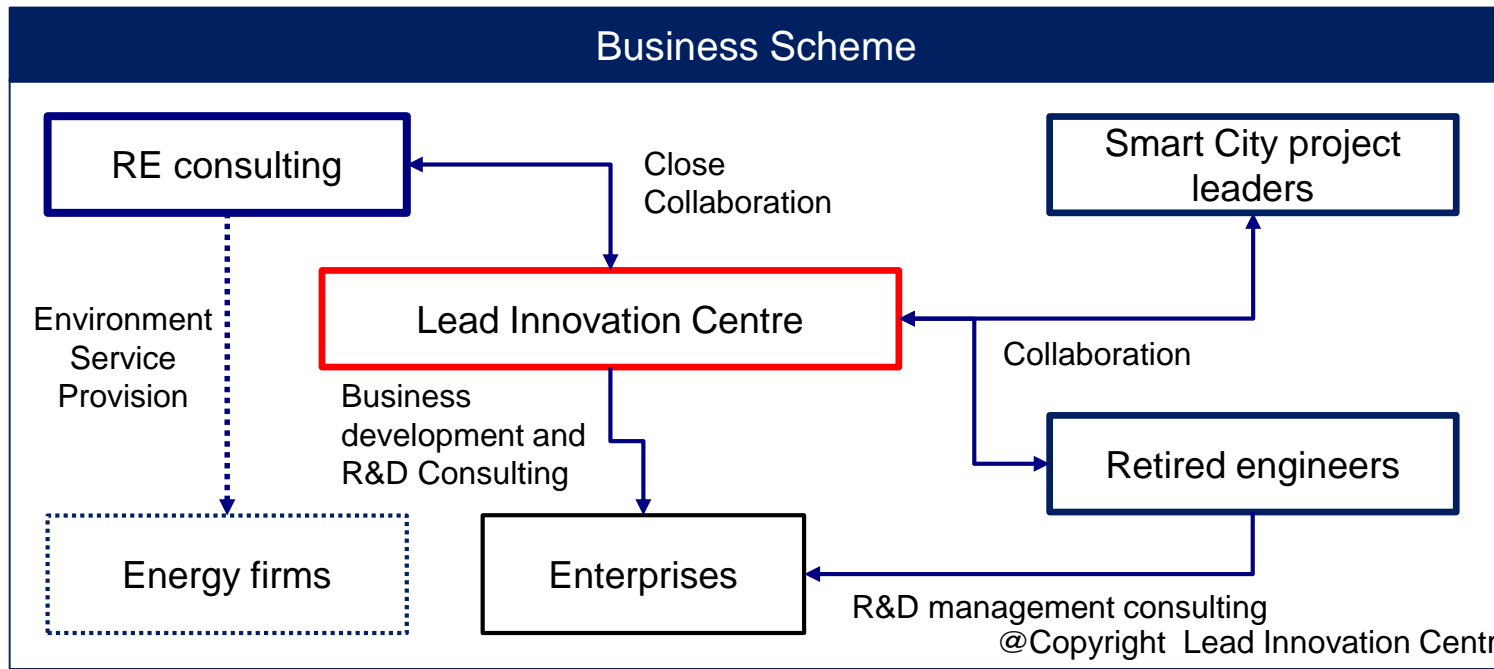 Business Scheme
RE consulting
Close
Collaboration
Smart City project
leaders
Lead Innovation Centre
Environment
Service
Provision
Collaboration
Business
development and
R&D Consulting
Retired engineers
Energy firms
Enterprises
R&D management consulting
@Copyright Lead Innovation Centr